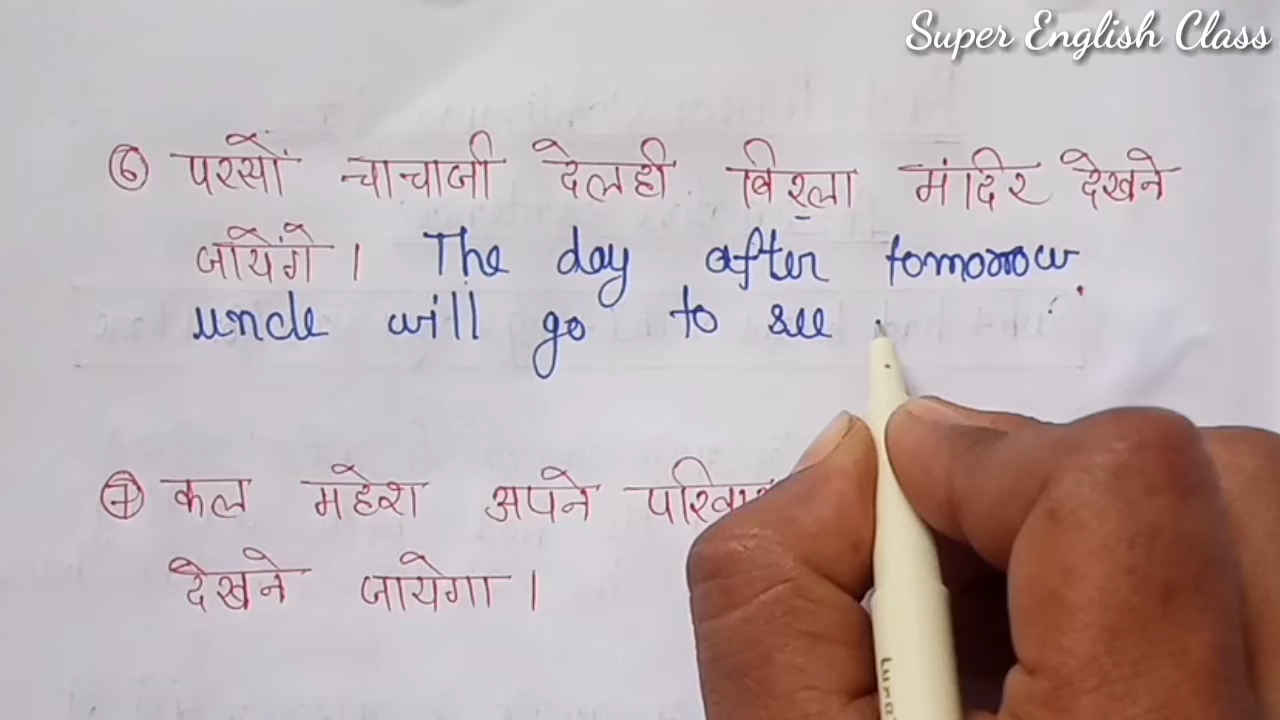 Super English Class
⑥ परसों चाचाजी देलही बिरला मंदिर देखने
जायेंगे । The day after tomorrow
uncle will go to see
⑦ कल महेश अपने
देखने जायेगा ।